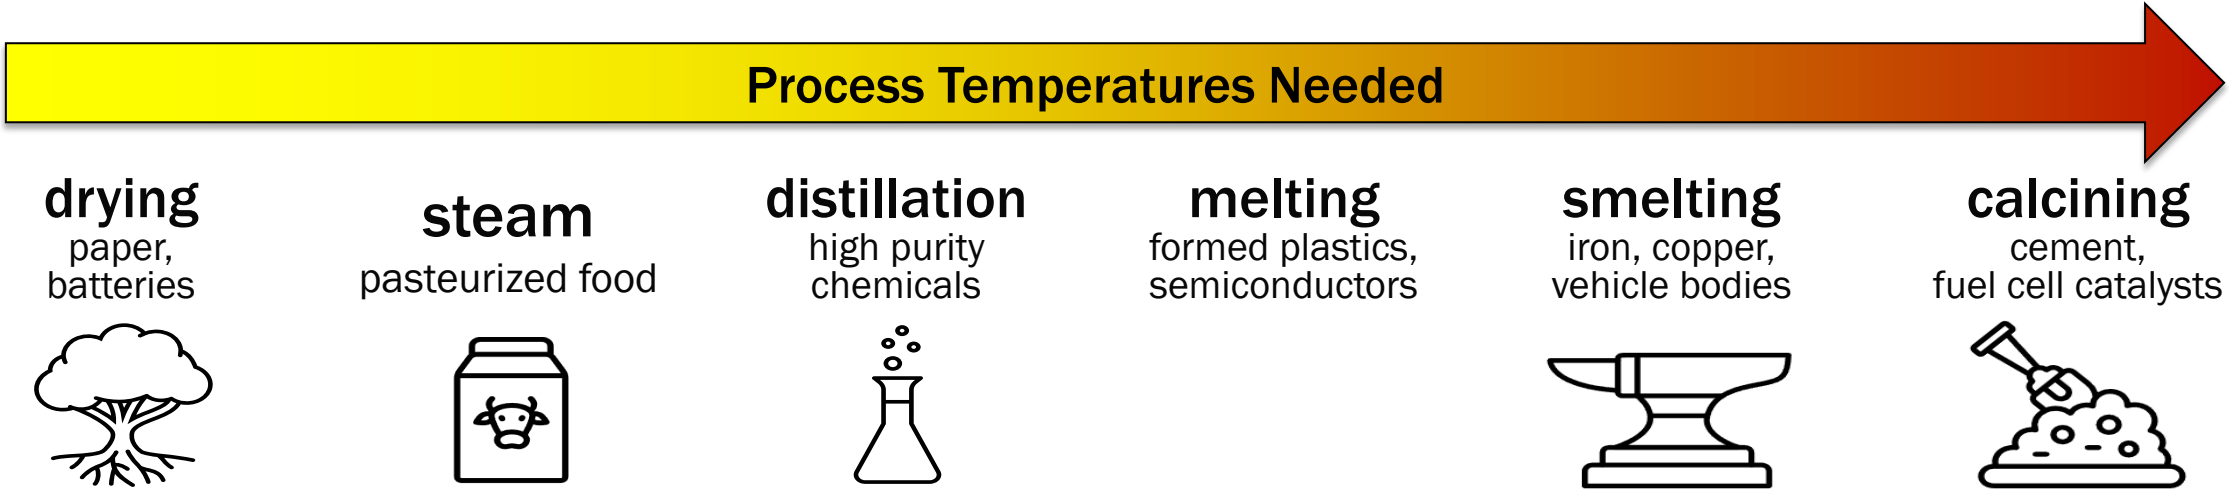 Process Temperatures Needed
drying
paper,
batteries
steam
pasteurized food
distillation
high purity
chemicals
melting
formed plastics,
semiconductors
smelting
iron, copper,
vehicle bodies
calcining
cement,
fuel cell catalysts